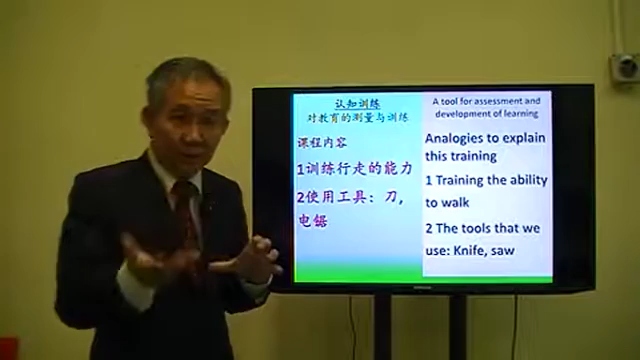 认知训练
对教育的测量与训练
课程内容
1训练行走的能力
2使用工具：刀，
电锯
A tool for assessment and
development of learning
Analogies to explain
this training
1 Training the ability
to walk
2 The tools that we
use: Knife, saw